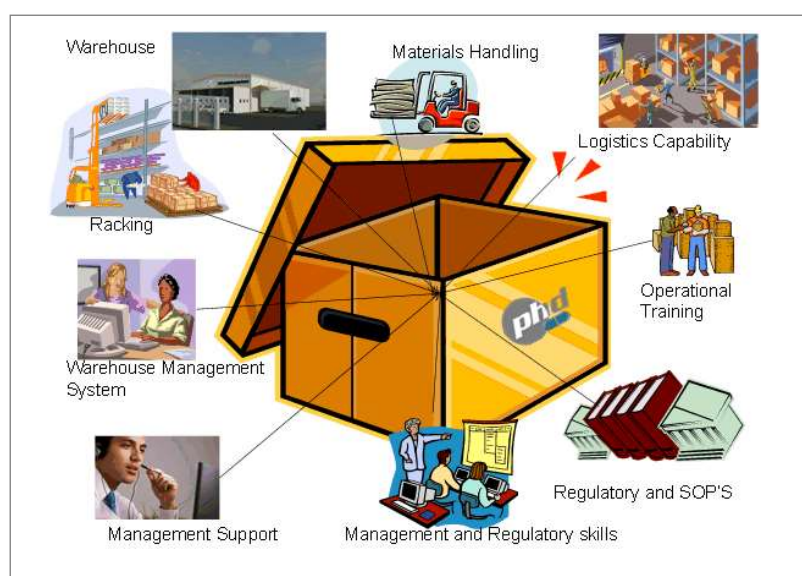 Warehouse
Materials Handling
Logistics Capability
Racking
Operational
Training
phd
Warehouse Management
System
Regulatory and SOP'S
Management Support
Management and Regulatory skills